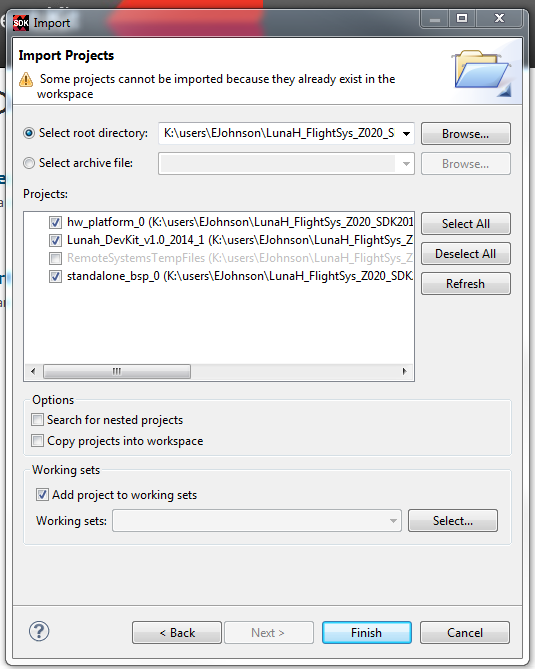 SDK Import
Import Projects
Some projects cannot be imported because they already exist in the
workspace
Select root directory: K:\users\EJohnson\LunaH_FlightSys_Z020_S Browse...
Select archive file: Browse...
Projects:
hw_platform_0 (K:\users\EJohnson\LunaH_FlightSys_Z020_SDK201
Select All
Lunah_DevKit_v1.0_2014_1 (K:\users\EJohnson\LunaH_FlightSys_Z
RemoteSystemsTempFiles (K:\users\EJohnson\LunaH_FlightSys_Z
Deselect All
standalone_bsp_0 (K:\users\EJohnson\LunaH_FlightSys_Z020_SDK
Refresh
Options
Search for nested projects
Copy projects into workspace
Working sets
Add project to working sets
Working sets: Select...
? < Back Next > Finish Cancel